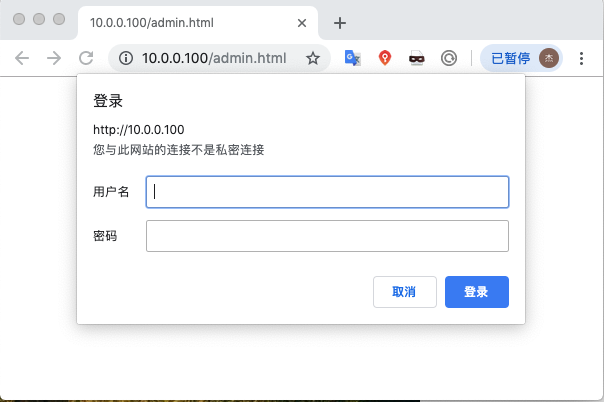 10.0.0.100/admin.html
10.0.0.100/admin.html
已暂停
杰
登录
http://10.0.0.100
您与此网站的连接不是私密连接
用户名
密码
取消
登录